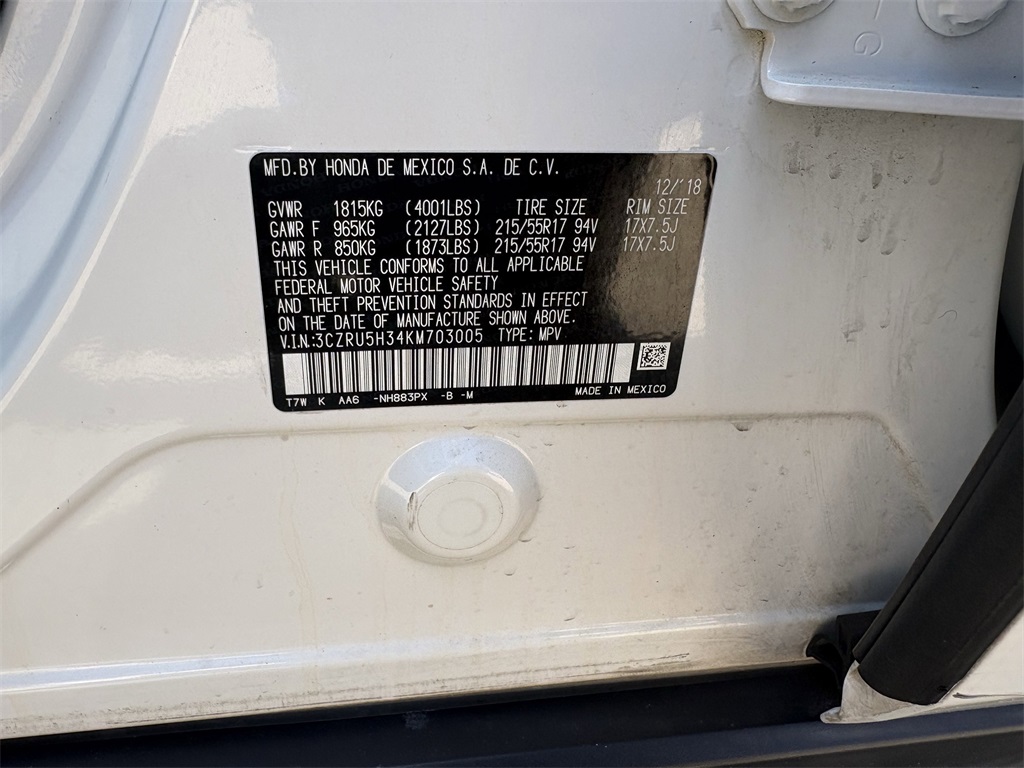 MFD.BY HONDA DE MEXICO S.A. DE C.V.
12/'18
GVWR 1815KG (4001LBS) TIRE SIZE RIM SIZE
GAWR F 965KG (2127LBS) 215/55R17 94V 17X7.5J
GAWR R 850KG (1873LBS) 215/55R17 94V 17X7.5J
THIS VEHICLE CONFORMS TO ALL APPLICABLE
FEDERAL MOTOR VEHICLE SAFETY
AND THEFT PREVENTION STANDARDS IN EFFECT
ON THE DATE OF MANUFACTURE SHOWN ABOVE.
V.I.N:3CZRU5H34KM703005 TYPE: MPV
T7W K AA6 -NH883PX -B -M MADE IN MEXICO
G